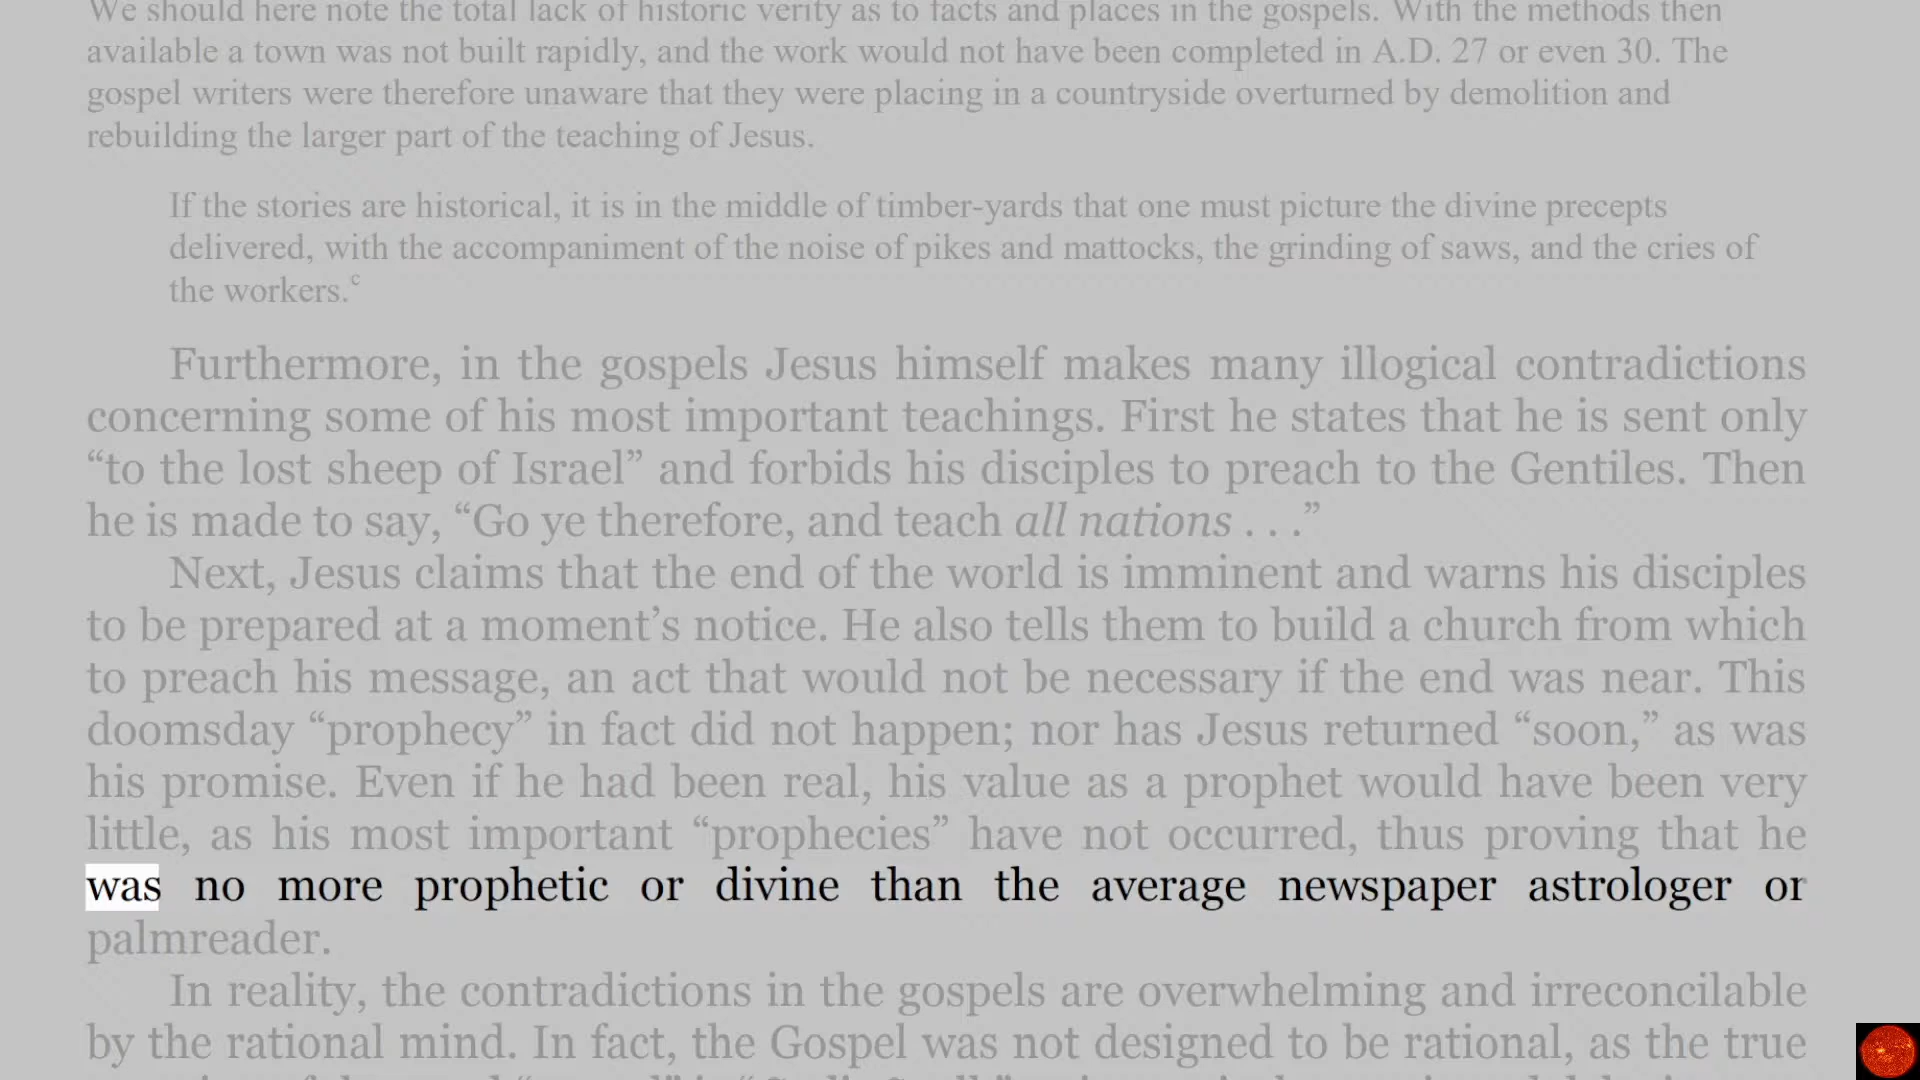 We should here note the total lack of historic verity as to facts and places in the gospels. With the methods then
available a town was not built rapidly, and the work would not have been completed in A.D. 27 or even 30. The
gospel writers were therefore unaware that they were placing in a countryside overturned by demolition and
rebuilding the larger part of the teaching of Jesus.
If the stories are historical, it is in the middle of timber-yards that one must picture the divine precepts
delivered, with the accompaniment of the noise of pikes and mattocks, the grinding of saws, and the cries of
the workers.c
Furthermore, in the gospels Jesus himself makes many illogical contradictions
concerning some of his most important teachings. First he states that he is sent only
“to the lost sheep of Israel” and forbids his disciples to preach to the Gentiles. Then
he is made to say, “Go ye therefore, and teach all nations . . .”
Next, Jesus claims that the end of the world is imminent and warns his disciples
to be prepared at a moment’s notice. He also tells them to build a church from which
to preach his message, an act that would not be necessary if the end was near. This
doomsday “prophecy” in fact did not happen; nor has Jesus returned “soon,” as was
his promise. Even if he had been real, his value as a prophet would have been very
little, as his most important “prophecies” have not occurred, thus proving that he
was no more prophetic or divine than the average newspaper astrologer or
palmreader.
In reality, the contradictions in the gospels are overwhelming and irreconcilable
by the rational mind. In fact, the Gospel was not designed to be rational, as the true